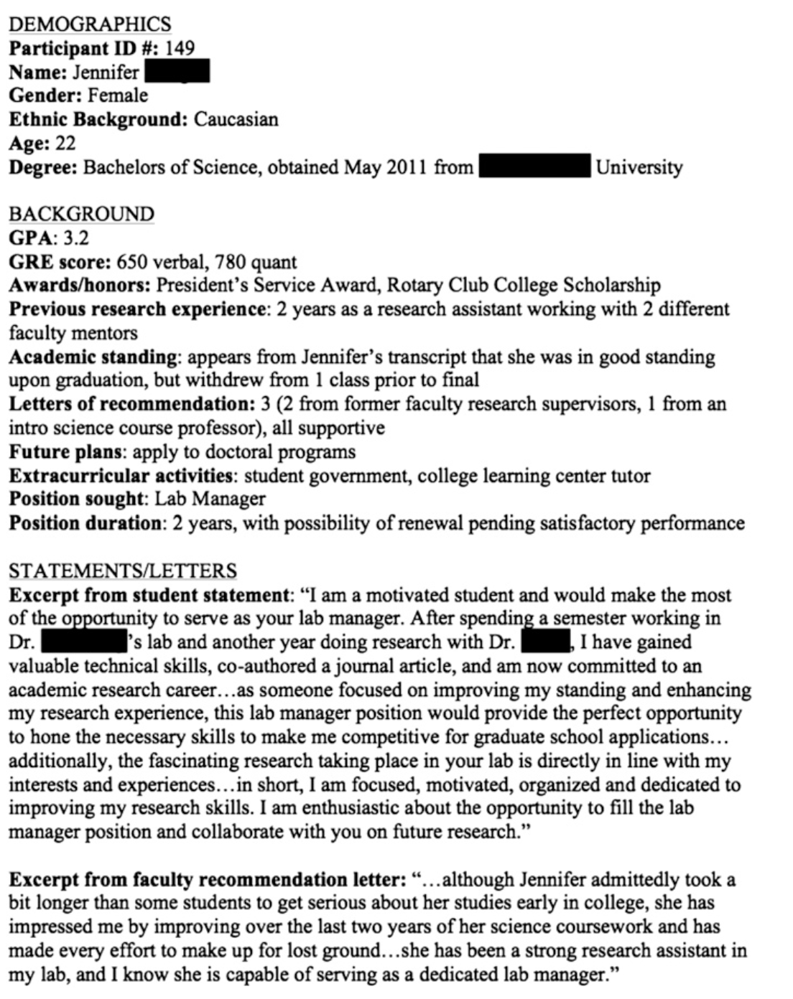 DEMOGRAPHICS
Participant ID #: 149
Name: Jennifer
Gender: Female
Ethnic Background: Caucasian
Age: 22
Degree: Bachelors of Science, obtained May 2011 from University
BACKGROUND
GPA: 3.2
GRE score: 650 verbal, 780 quant
Awards/honors: President's Service Award, Rotary Club College Scholarship
Previous research experience: 2 years as a research assistant working with 2 different
faculty mentors
Academic standing: appears from Jennifer's transcript that she was in good standing
upon graduation, but withdrew from 1 class prior to final
Letters of recommendation: 3 (2 from former faculty research supervisors, 1 from an
intro science course professor), all supportive
Future plans: apply to doctoral programs
Extracurricular activities: student government, college learning center tutor
Position sought: Lab Manager
Position duration: 2 years, with possibility of renewal pending satisfactory performance
STATEMENTS/LETTERS
Excerpt from student statement: “I am a motivated student and would make the most
of the opportunity to serve as your lab manager. After spending a semester working in
Dr. 's lab and another year doing research with Dr. , I have gained
valuable technical skills, co-authored a journal article, and am now committed to an
academic research career…as someone focused on improving my standing and enhancing
my research experience, this lab manager position would provide the perfect opportunity
to hone the necessary skills to make me competitive for graduate school applications…
additionally, the fascinating research taking place in your lab is directly in line with my
interests and experiences…in short, I am focused, motivated, organized and dedicated to
improving my research skills. I am enthusiastic about the opportunity to fill the lab
manager position and collaborate with you on future research.”
Excerpt from faculty recommendation letter: “…although Jennifer admittedly took a
bit longer than some students to get serious about her studies early in college, she has
impressed me by improving over the last two years of her science coursework and has
made every effort to make up for lost ground…she has been a strong research assistant in
my lab, and I know she is capable of serving as a dedicated lab manager.”